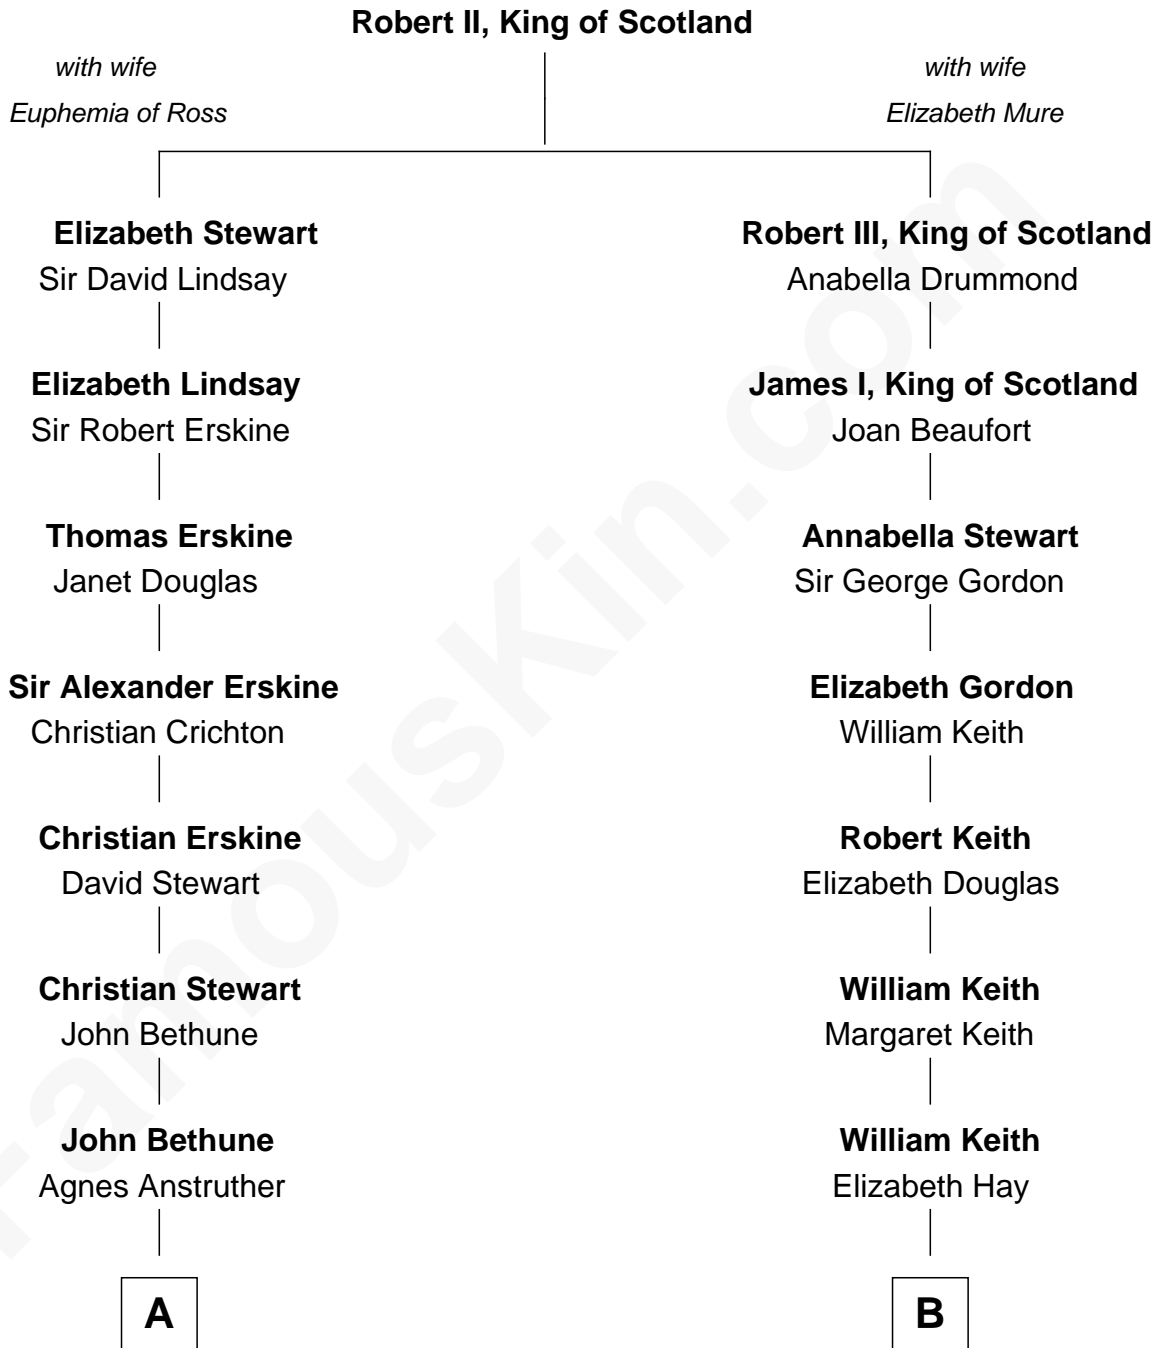 Robert II, King of Scotland
with wife
Euphemia of Ross
with wife
Elizabeth Mure
Elizabeth Stewart
Sir David Lindsay
Robert III, King of Scotland
Anabella Drummond
Elizabeth Lindsay
Sir Robert Erskine
James I, King of Scotland
Joan Beaufort
Thomas Erskine
Janet Douglas
Annabella Stewart
Sir George Gordon
Sir Alexander Erskine
Christian Crichton
Elizabeth Gordon
William Keith
Christian Erskine
David Stewart
Robert Keith
Elizabeth Douglas
Christian Stewart
John Bethune
William Keith
Margaret Keith
John Bethune
Agnes Anstruther
William Keith
Elizabeth Hay
A
B
FamousKin.com